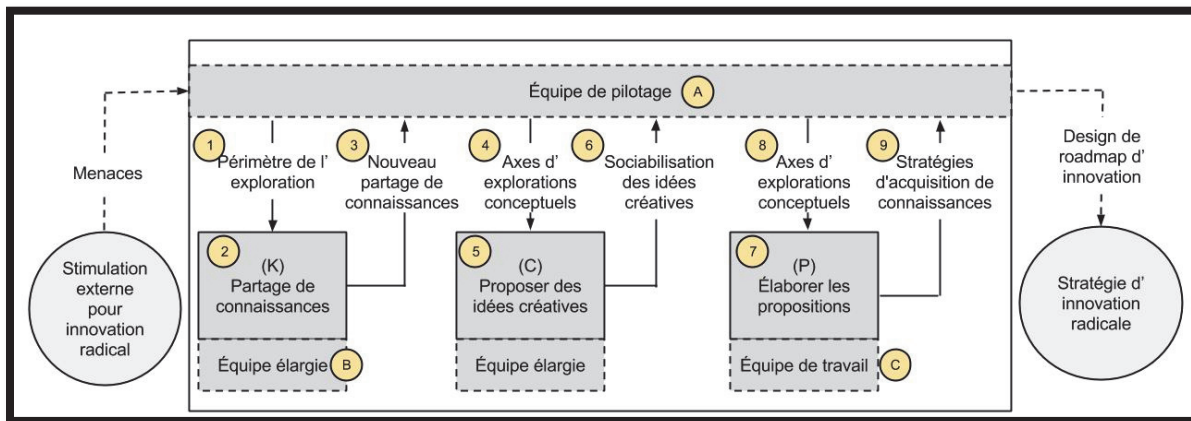 Équipe de pilotage A
Menaces
1 Périmètre de l’
exploration
3 Nouveau
partage de
connaissances
4 Axes d’
explorations
conceptuels
6 Sociabilisation
des idées
créatives
8 Axes d’
explorations
conceptuels
9 Stratégies
d'acquisition de
connaissances
Design de
roadmap d’
innovation
Stimulation
externe
pour
innovation
radical
2 (K)
Partage de
connaissances
Équipe élargie B
5 (C)
Proposer des
idées créatives
Équipe élargie
7 (P)
Élaborer les
propositions
Équipe de travail C
Stratégie d’
innovation
radicale